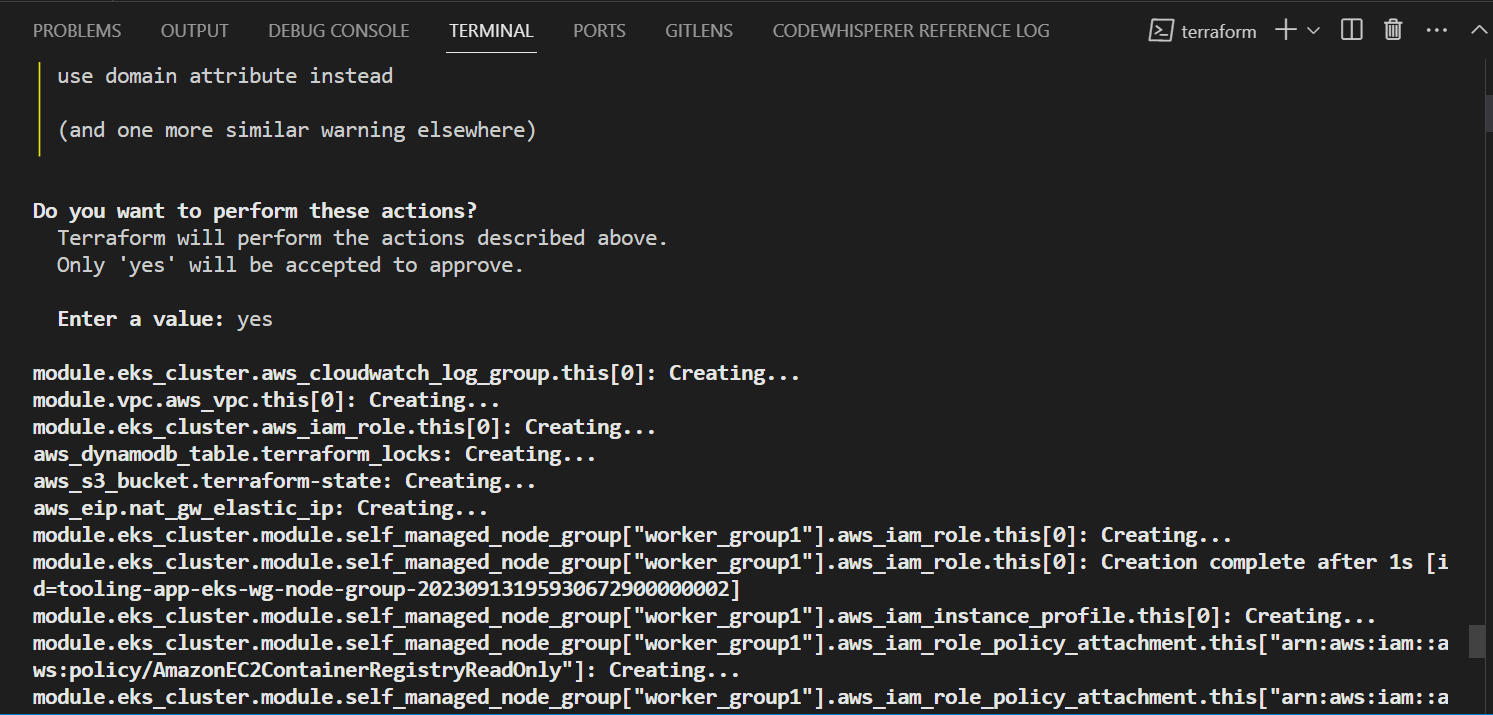 PROBLEMS OUTPUT DEBUG CONSOLE TERMINAL PORTS GITLENS CODEWHISPERER REFERENCE LOG terraform
use domain attribute instead
(and one more similar warning elsewhere)
Do you want to perform these actions?
Terraform will perform the actions described above.
Only 'yes' will be accepted to approve.
Enter a value: yes
module.eks_cluster.aws_cloudwatch_log_group.this[0]: Creating...
module.vpc.aws_vpc.this[0]: Creating...
module.eks_cluster.aws_iam_role.this[0]: Creating...
aws_dynamodb_table.terraform_locks: Creating...
aws_s3_bucket.terraform-state: Creating...
aws_eip.nat_gw_elastic_ip: Creating...
module.eks_cluster.module.self_managed_node_group["worker_group1"].aws_iam_role.this[0]: Creating...
module.eks_cluster.module.self_managed_node_group["worker_group1"].aws_iam_role.this[0]: Creation complete after 1s [i
d=tooling-app-eks-wg-node-group-20230913195930672900000002]
module.eks_cluster.module.self_managed_node_group["worker_group1"].aws_iam_instance_profile.this[0]: Creating...
module.eks_cluster.module.self_managed_node_group["worker_group1"].aws_iam_role_policy_attachment.this["arn:aws:iam::a
ws:policy/AmazonEC2ContainerRegistryReadOnly"]: Creating...
module.eks_cluster.module.self_managed_node_group["worker_group1"].aws_iam_role_policy_attachment.this["arn:aws:iam::a